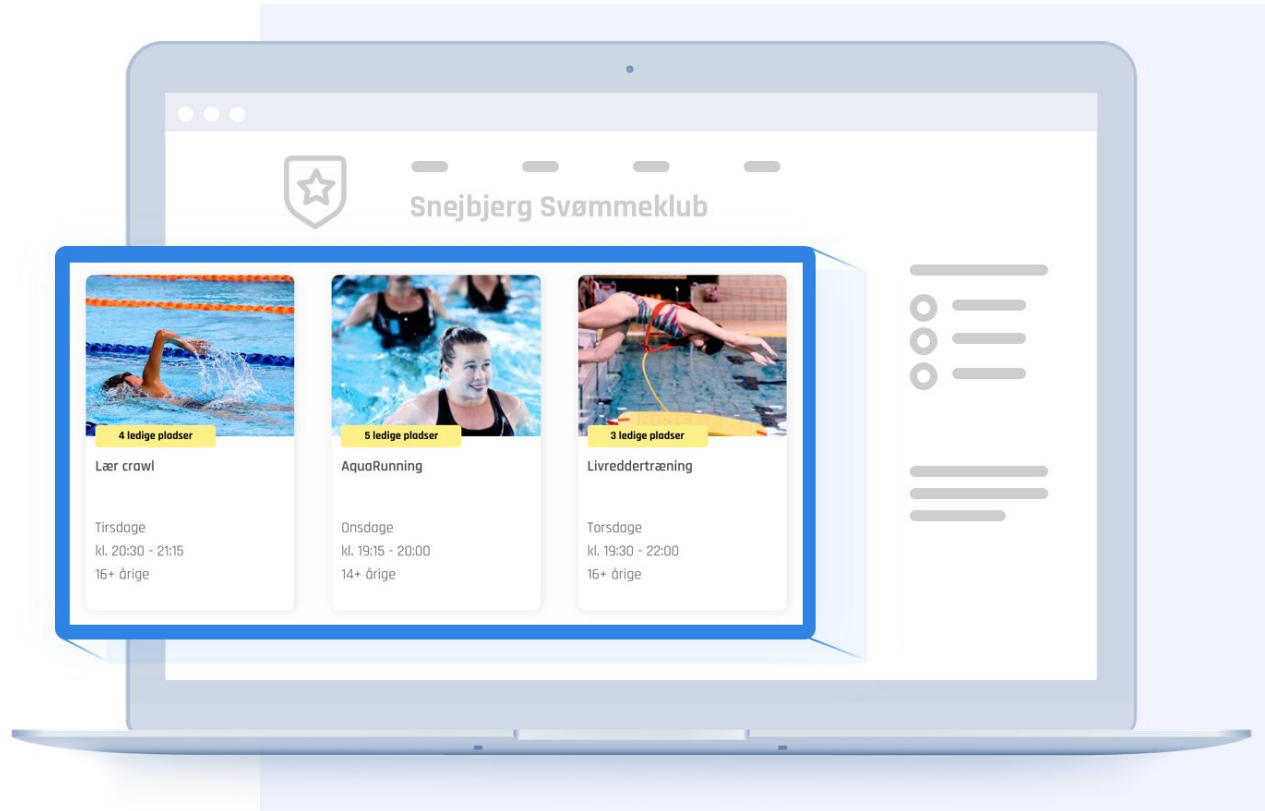 Snejbjerg Svømmeklub
4 ledige pladser
Lær crawl
Tirsdage
kl. 20:30 - 21:15
16+ årige
5 ledige pladser
AquaRunning
Onsdage
kl. 19:15 - 20:00
14+ årige
3 ledige pladser
Livreddertræning
Torsdage
kl. 19:30 - 22:00
16+ årige